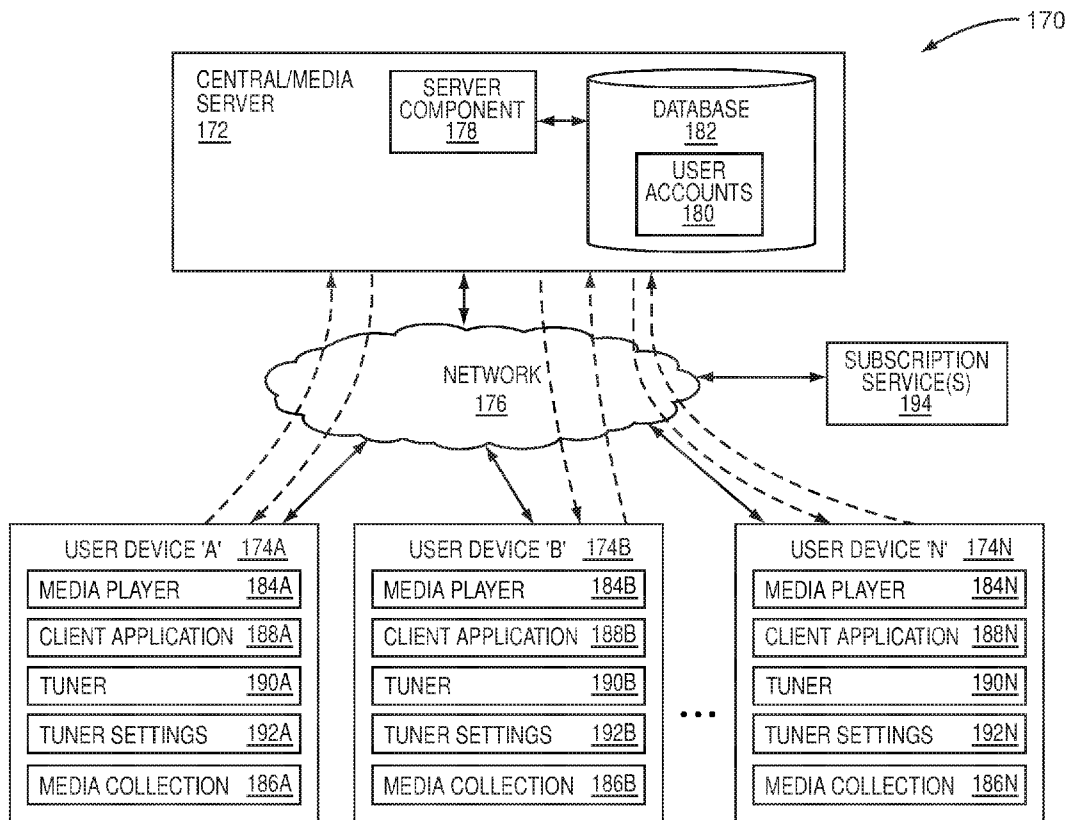 170
CENTRAL/MEDIA
SERVER
172
SERVER
COMPONENT
178
DATABASE
182
USER
ACCOUNTS
180
NETWORK
176
SUBSCRIPTION
SERVICE(S)
194
USER DEVICE 'A' 174A
MEDIA PLAYER 184A
CLIENT APPLICATION 188A
TUNER 190A
TUNER SETTINGS 192A
MEDIA COLLECTION 186A
USER DEVICE 'B' 174B
MEDIA PLAYER 184B
CLIENT APPLICATION 188B
TUNER 190B
TUNER SETTINGS 192B
MEDIA COLLECTION 186B
...
USER DEVICE 'N' 174N
MEDIA PLAYER 184N
CLIENT APPLICATION 188N
TUNER 190N
TUNER SETTINGS 192N
MEDIA COLLECTION 186N